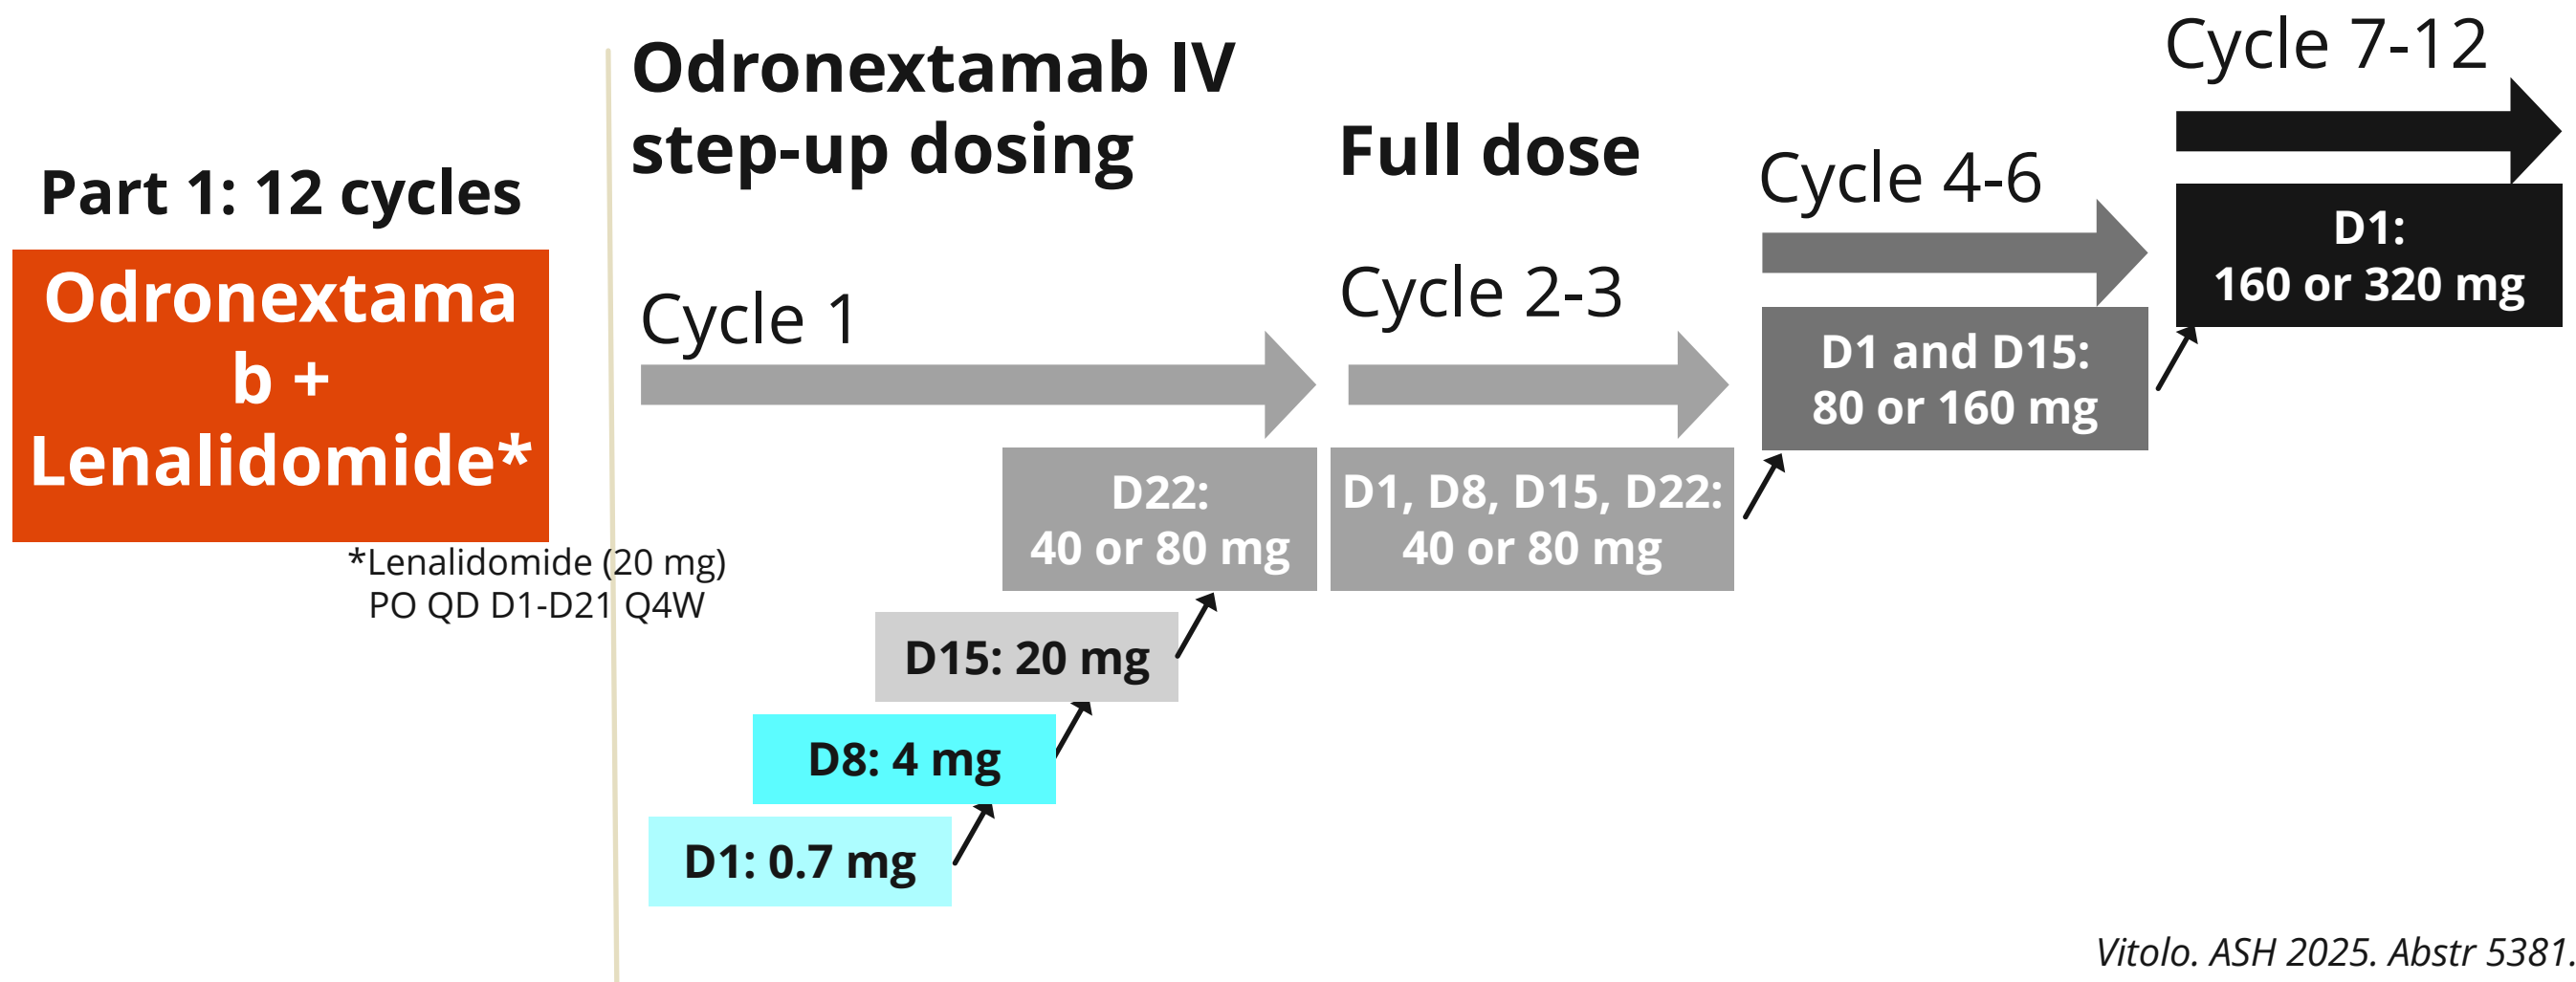 Part 1: 12 cycles
Odronextama
b +
Lenalidomide*
*Lenalidomide (20 mg)
PO QD D1-D21 Q4W
Odronextamab IV
step-up dosing
Cycle 1
D1: 0.7 mg
D8: 4 mg
D15: 20 mg
D22:
40 or 80 mg
Full dose
Cycle 2-3
D1, D8, D15, D22:
40 or 80 mg
Cycle 4-6
D1 and D15:
80 or 160 mg
Cycle 7-12
D1:
160 or 320 mg
Vitolo. ASH 2025. Abstr 5381.